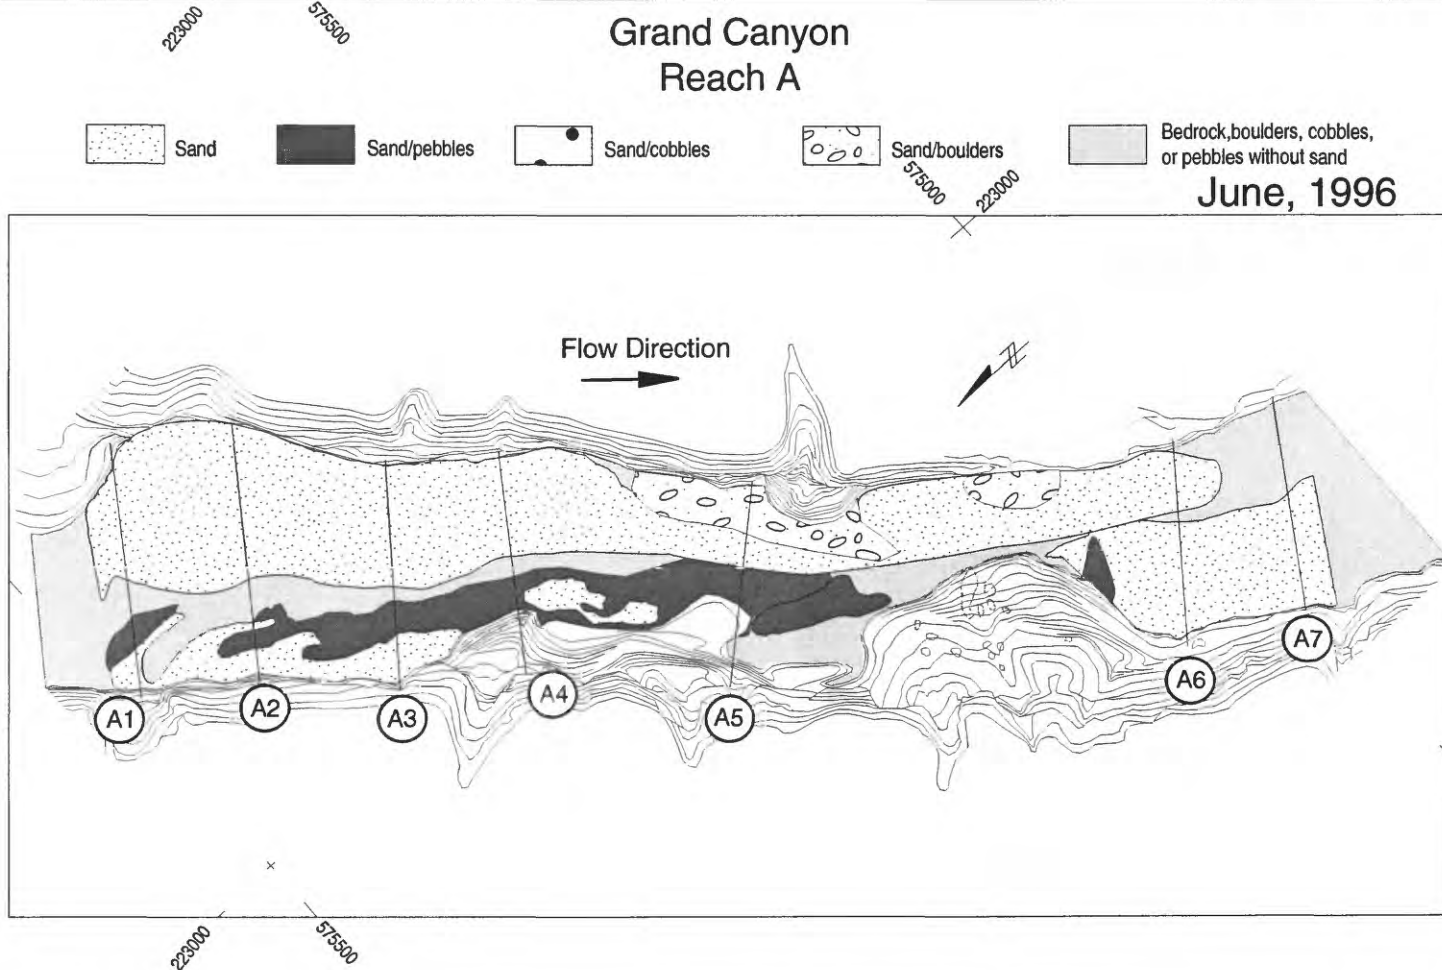 223000
575500
Grand Canyon
Reach A
Sand
Sand/pebbles
Sand/cobbles
Sand/boulders
Bedrock,boulders, cobbles,
or pebbles without sand
June, 1996
575000
223000
Flow Direction
N
A1
A2
A3
A4
A5
A6
A7
223000
575500